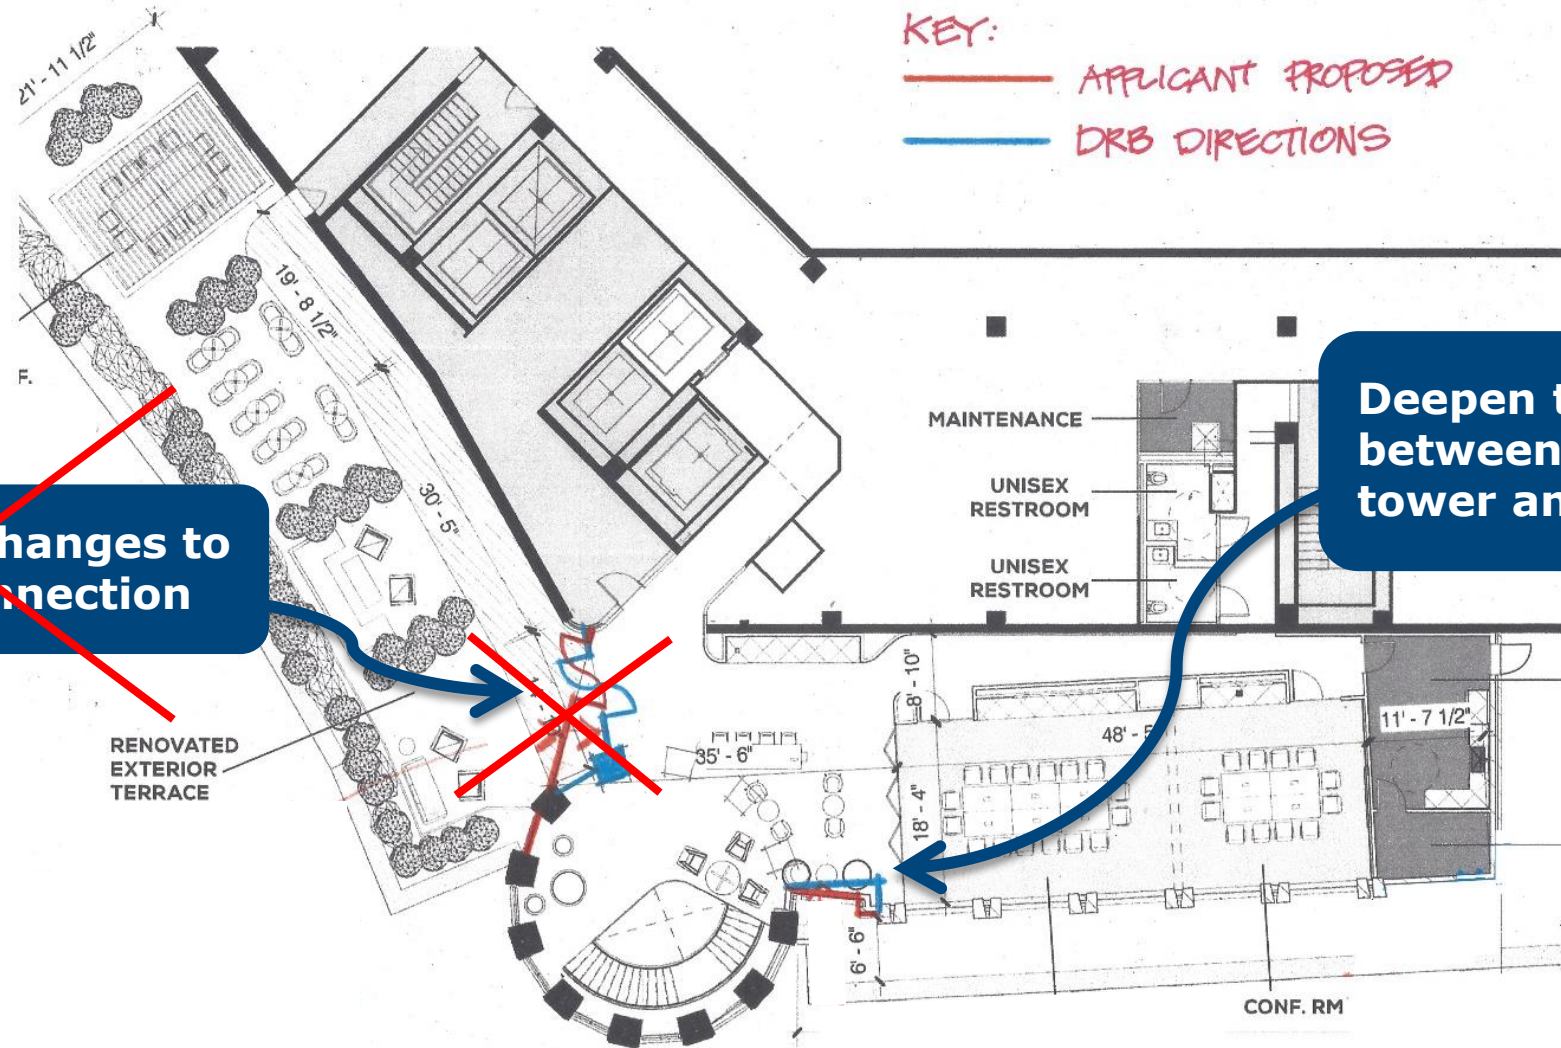 KEY:
APPLICANT PROPOSED
DRB DIRECTIONS
21' - 11 1/2"
19' - 8 1/2"
F.
30' - 5"
MAINTENANCE
UNISEX
RESTROOM
UNISEX
RESTROOM
Deepen t
between
tower an
hanges to
nnection
8' - 10"
11' - 7 1/2"
48' - 5
35' - 6"
18' - 4"
RENOVATED
EXTERIOR
TERRACE
6' - 6"
CONF. RM